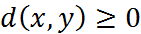 d(x, y) ≥ 0